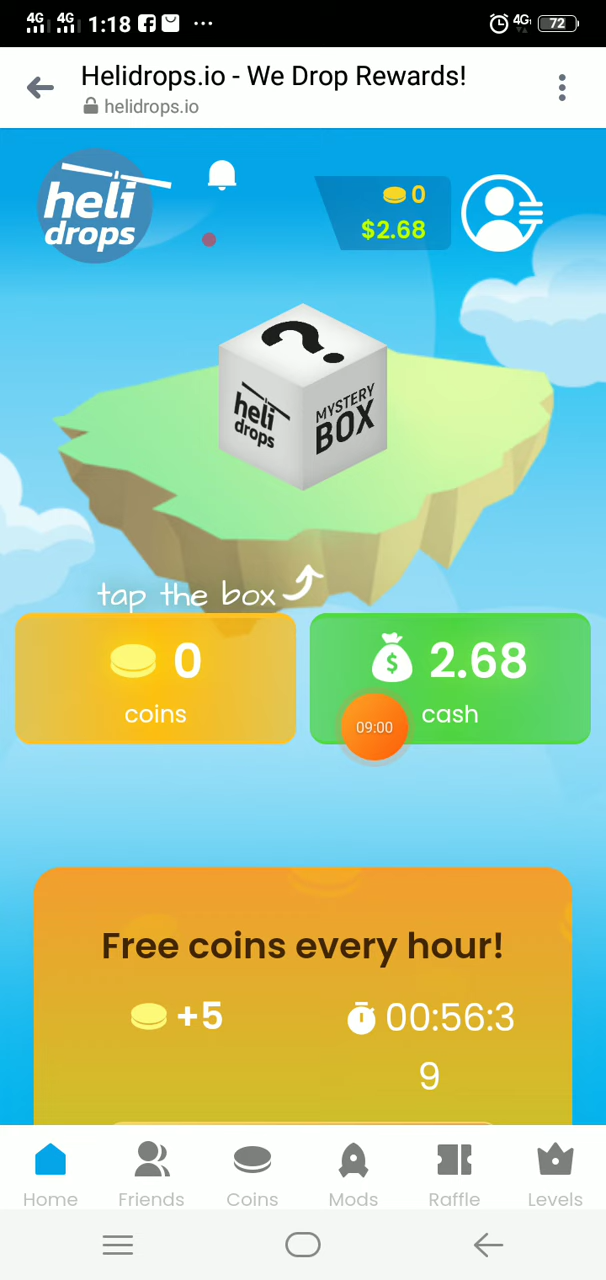 4G 4G 1:18 ... 4G 72
Helidrops.io - We Drop Rewards!
helidrops.io
heli
drops
0
$2.68
?
heli
drops
MYSTERY
BOX
tap the box
0
coins
$ 2.68
cash
09:00
Free coins every hour!
+5
00:56:3
9
Home Friends Coins Mods Raffle Levels